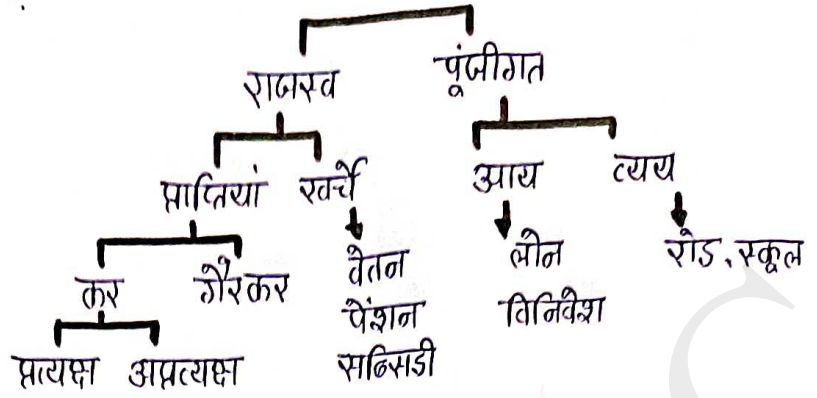 राजस्व पूंजीगत
प्राप्तियां खर्चे आय व्यय
कर गैरकर वेतन लोन रोड, स्कूल
पेंशन विनिवेश
प्रत्यक्ष अप्रत्यक्ष सब्सिडी